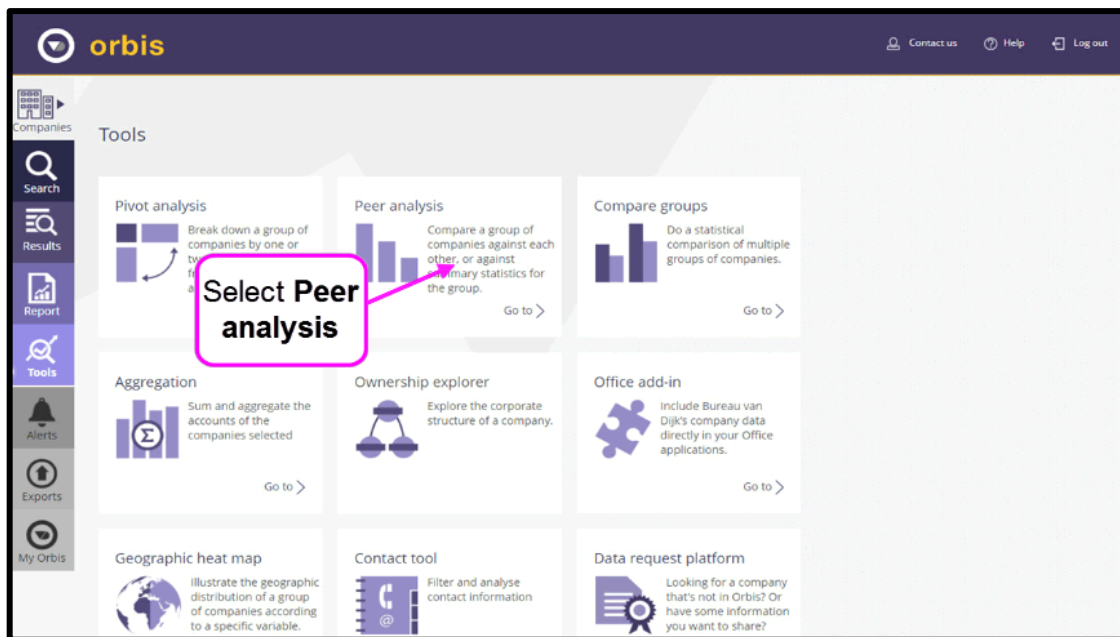 orbis
Contact us
Help
Log out
Companies
Search
Results
Report
Tools
Alerts
Exports
My Orbis
Tools
Pivot analysis
Break down a group of
companies by one or
Peer analysis
Compare a group of
companies against each
other, or against
summary statistics for
the group.
Go to
Compare groups
Do a statistical
comparison of multiple
groups of companies.
Go to
Select Peer
analysis
Aggregation
Sum and aggregate the
accounts of the
companies selected
Go to
Ownership explorer
Explore the corporate
structure of a company.
Office add-in
Include Bureau van
Dijk's company data
directly in your Office
applications.
Go to
Geographic heat map
Illustrate the geographic
distribution of a group
of companies according
to a specific variable.
Contact tool
Filter and analyse
contact information
@
Data request platform
Looking for a company
that's not in Orbis? Or
have some information
you want to share?